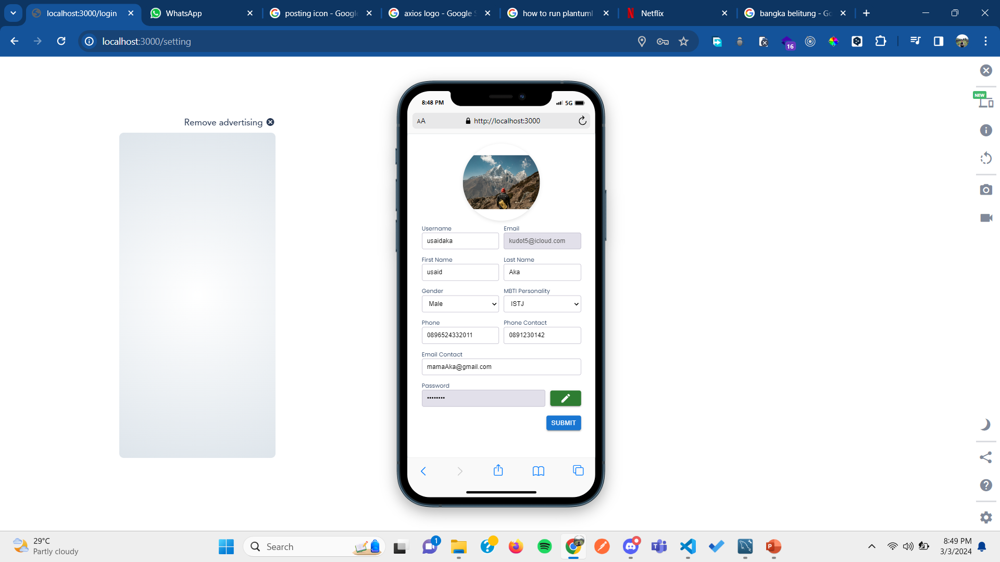 localhost:3000/login
WhatsApp
posting icon - Google
axios logo - Google S
how to run plantuml
Netflix
bangka belitung - Go
localhost:3000/setting
16
NEW
Remove advertising
8:48 PM
5G
AA
http://localhost:3000
Username
Email
usaidaka
kudot5@icloud.com
First Name
Last Name
usaid
Aka
Gender
MBTI Personality
Male
ISTJ
Phone
Phone Contact
0896524332011
0891230142
Email Contact
mamaAka@gmail.com
Password
••••••••
SUBMIT
29°C
Partly cloudy
Search
1
8:49 PM
3/3/2024